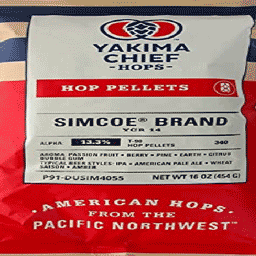 YAKIMA
CHIEF
-HOPS-
HOP PELLETS
SIMCOE® BRAND
YCR 14
ALPHA 13.3% T-90 HOP PELLETS 340
AROMA: PASSION FRUIT • BERRY • PINE • EARTH • CITRUS
BUBBLE GUM
TYPICAL BEER STYLES: IPA • AMERICAN PALE ALE • WHEAT
SAISON • AMBER
P91-DUSIM4055 NET WT 16 OZ (454 G)
• AMERICAN HOPS •
FROM THE
PACIFIC NORTHWEST™